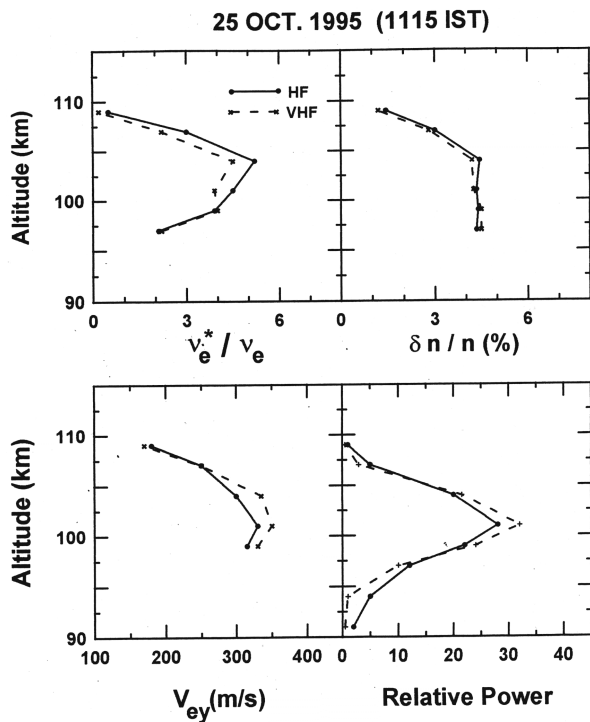 25 OCT. 1995 (1115 IST)
HF
VHF
Altitude (km)
110
100
90
0 3 6
ν*e / νe
0 3 6
δ n / n (%)
Altitude (km)
110
100
90
100 200 300 400
Vey(m/s)
0 10 20 30 40
Relative Power